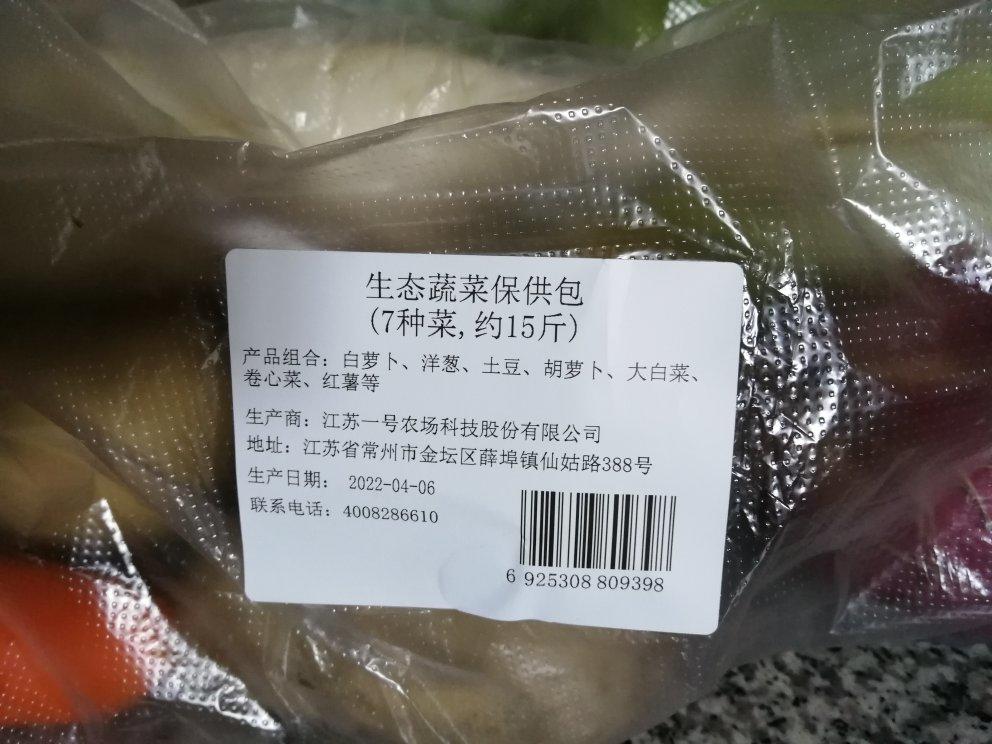 生态蔬菜保供包
(7种菜,约15斤)
产品组合：白萝卜、洋葱、土豆、胡萝卜、大白菜、
卷心菜、红薯等
生产商：江苏一号农场科技股份有限公司
地址：江苏省常州市金坛区薛埠镇仙姑路388号
生产日期： 2022-04-06
联系电话：4008286610
6 925308 809398